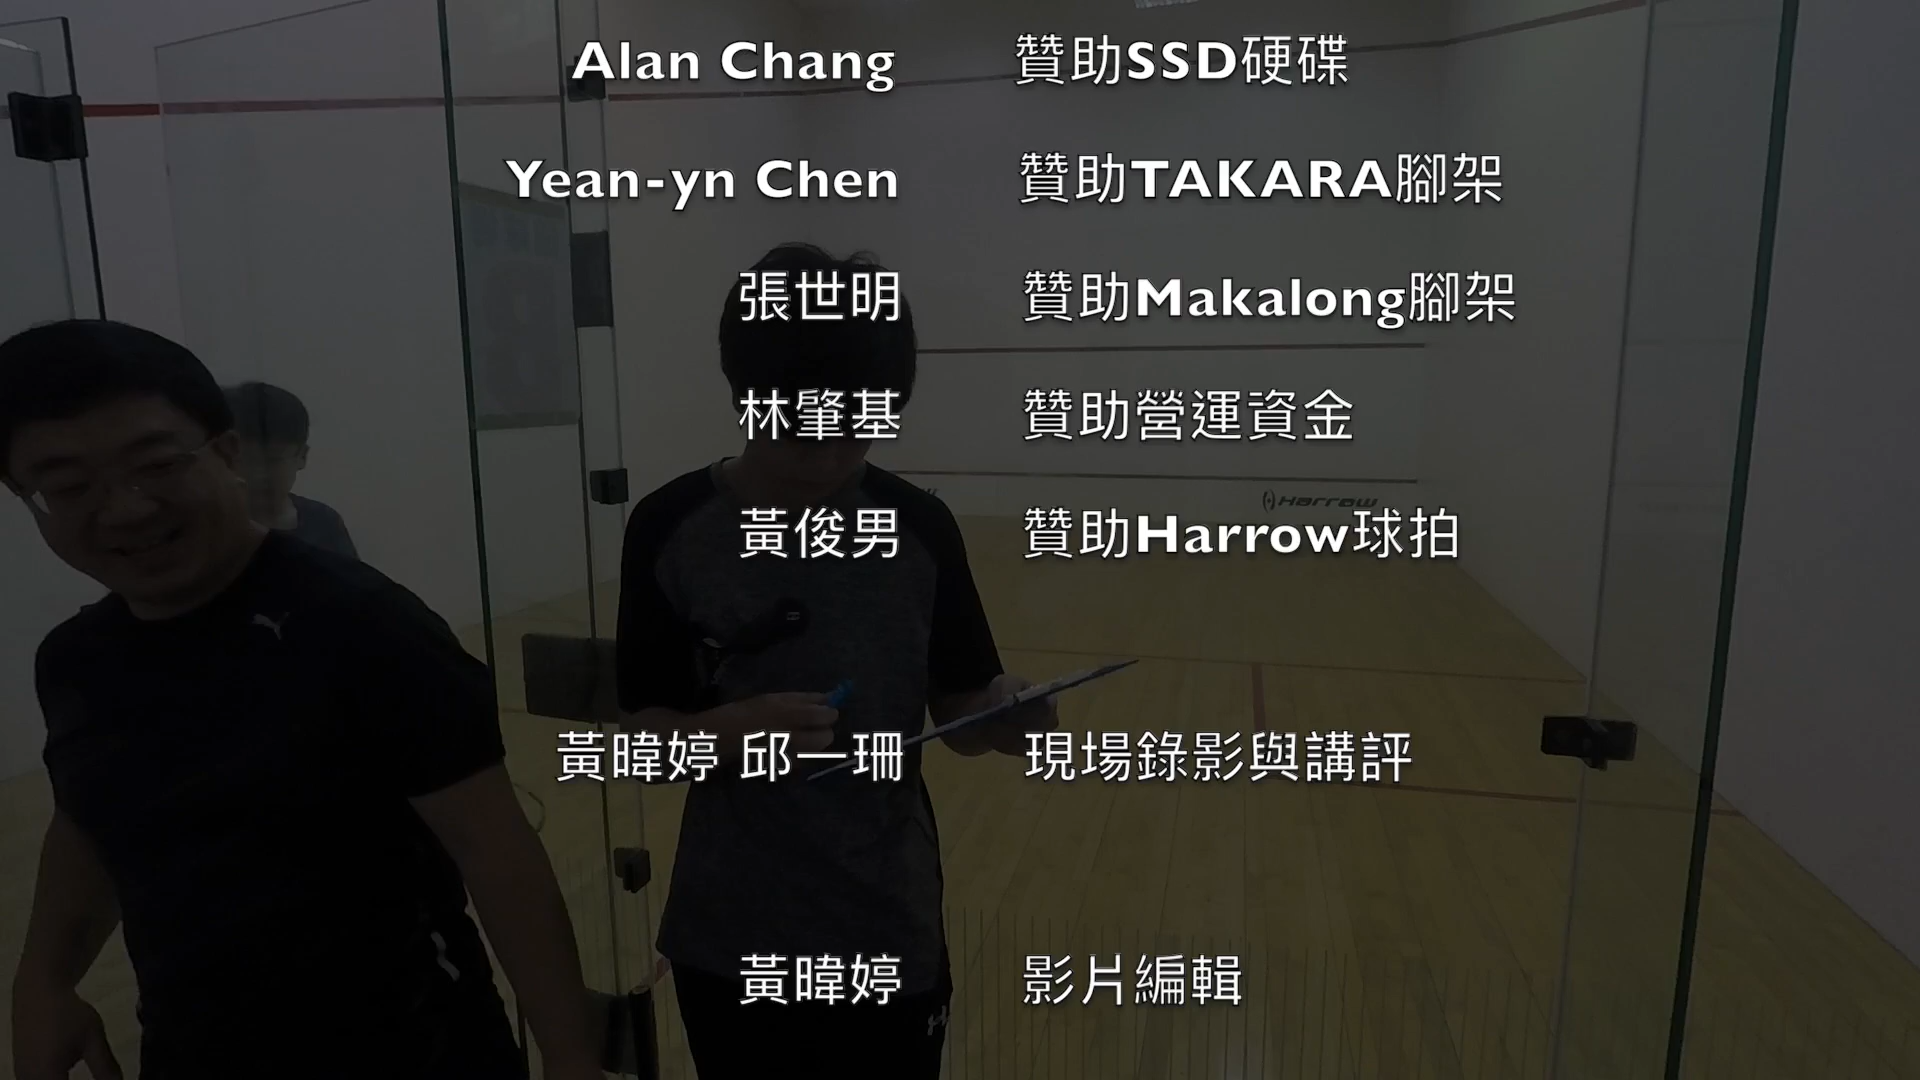 Alan Chang 贊助SSD硬碟
Yean-yn Chen 贊助TAKARA腳架
張世明 贊助Makalong腳架
林肇基 贊助營運資金
黃俊男 贊助Harrow球拍
Harrow
黃暐婷 邱一珊 現場錄影與講評
黃暐婷 影片編輯